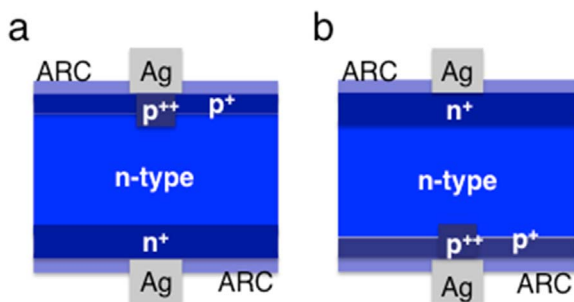 a
ARC
Ag
p++ p+
n-type
n+
Ag
ARC
b
ARC
Ag
n+
n-type
p++ p+
Ag
ARC